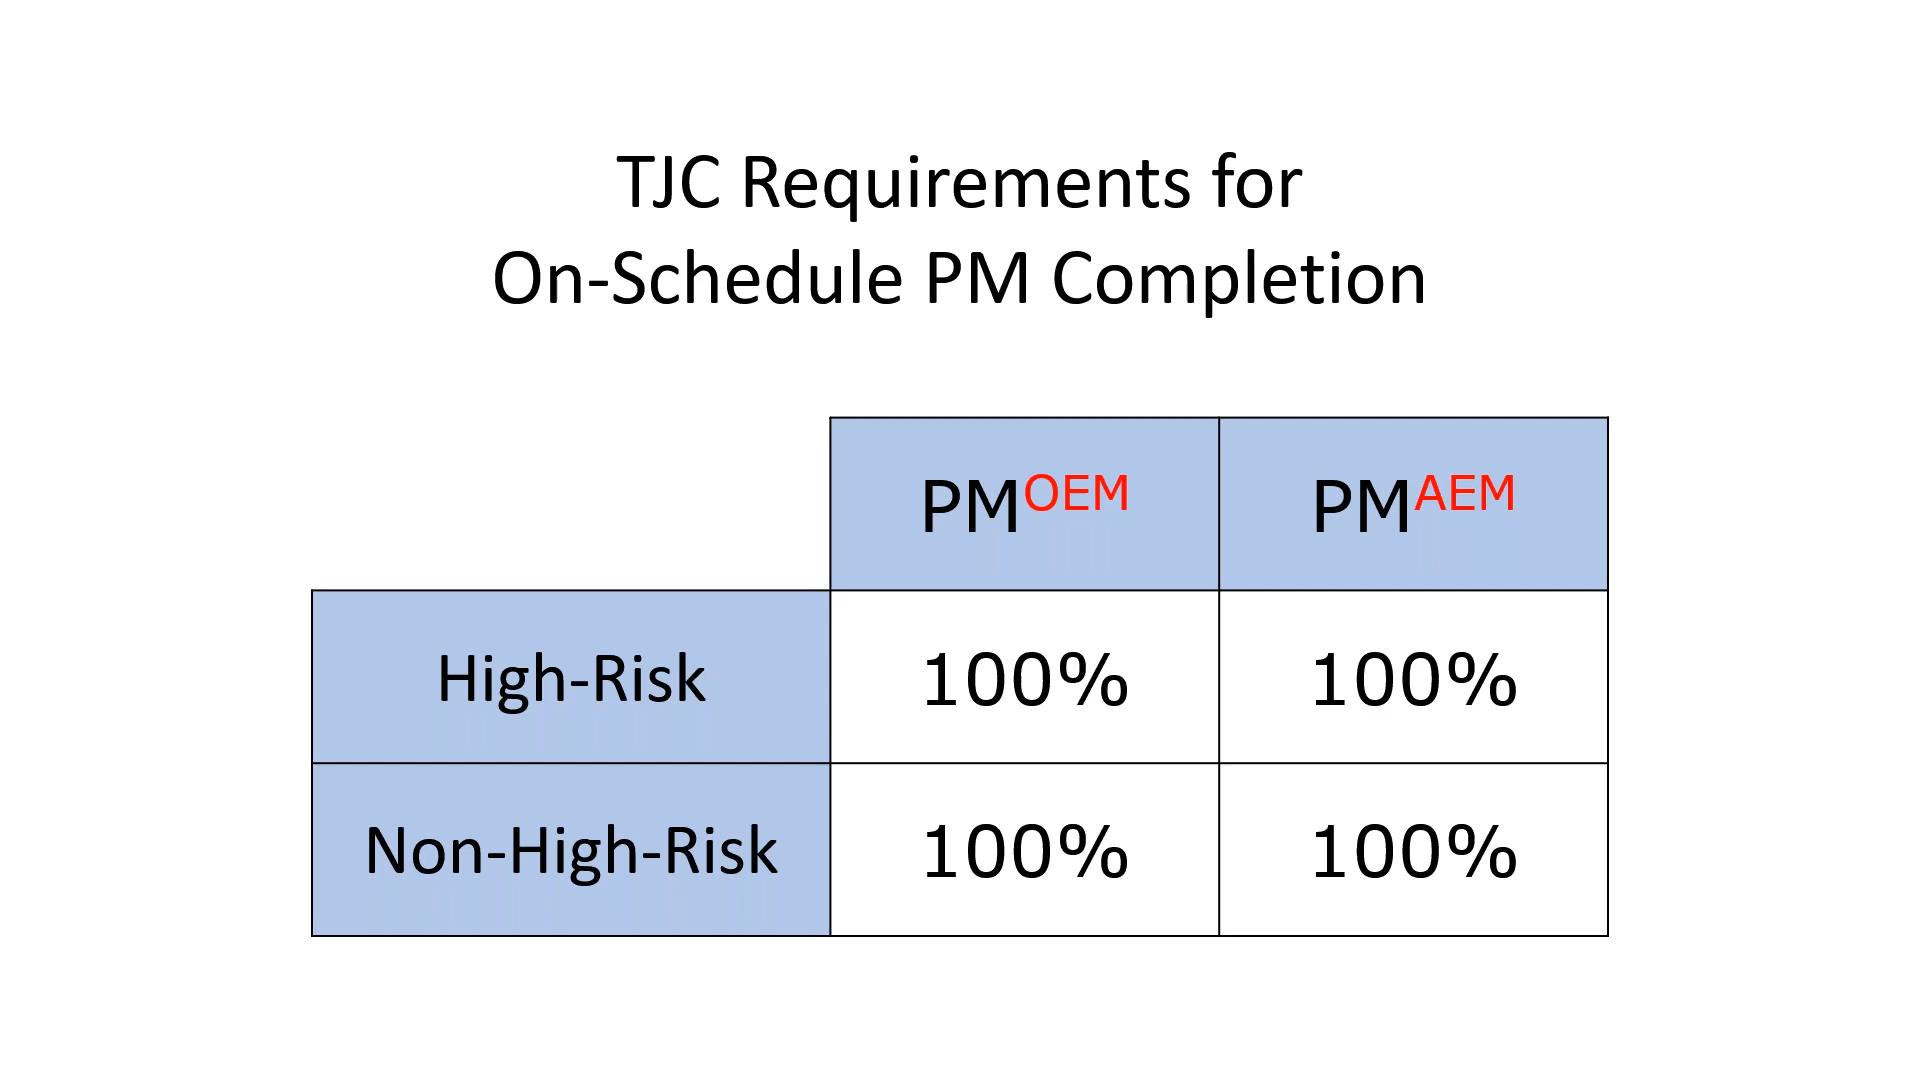 TJC Requirements for
On-Schedule PM Completion
PMOEM PMAEM
High-Risk 100% 100%
Non-High-Risk 100% 100%